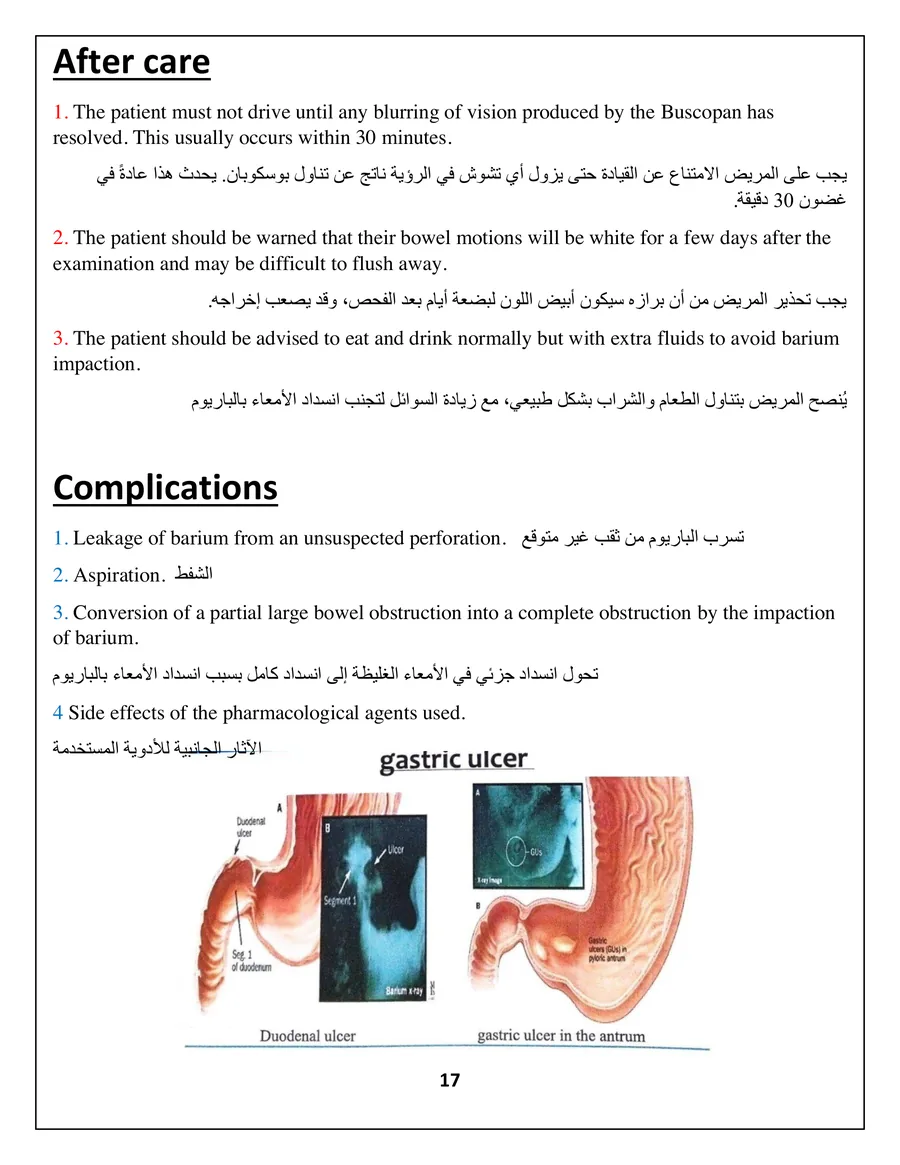 After care
1. The patient must not drive until any blurring of vision produced by the Buscopan has
resolved. This usually occurs within 30 minutes.
يجب على المريض الامتناع عن القيادة حتى يزول أي تشوش في الرؤية ناتج عن تناول بوسكوبان. يحدث هذا عادةً في
غضون 30 دقيقة.
2. The patient should be warned that their bowel motions will be white for a few days after the
examination and may be difficult to flush away.
يجب تحذير المريض من أن برازه سيكون أبيض اللون لبضعة أيام بعد الفحص، وقد يصعب إخراجه.
3. The patient should be advised to eat and drink normally but with extra fluids to avoid barium
impaction.
يُنصح المريض بتناول الطعام والشراب بشكل طبيعي، مع زيادة السوائل لتجنب انسداد الأمعاء بالباريوم
Complications
1. Leakage of barium from an unsuspected perforation. تسرب الباريوم من ثقب غير متوقع
2. Aspiration. الشفط
3. Conversion of a partial large bowel obstruction into a complete obstruction by the impaction
of barium.
تحول انسداد جزئي في الأمعاء الغليظة إلى انسداد كامل بسبب انسداد الأمعاء بالباريوم
4 Side effects of the pharmacological agents used.
الآثار الجانبية للأدوية المستخدمة
gastric ulcer
A
Duodenal
ulcer
Seg. 1
of duodenum
B
Ulcer
Segment 1
Barium x-ray
A
GUs
X-ray image
B
Gastric
ulcers (GUs) in
pyloric antrum
Duodenal ulcer
gastric ulcer in the antrum
17